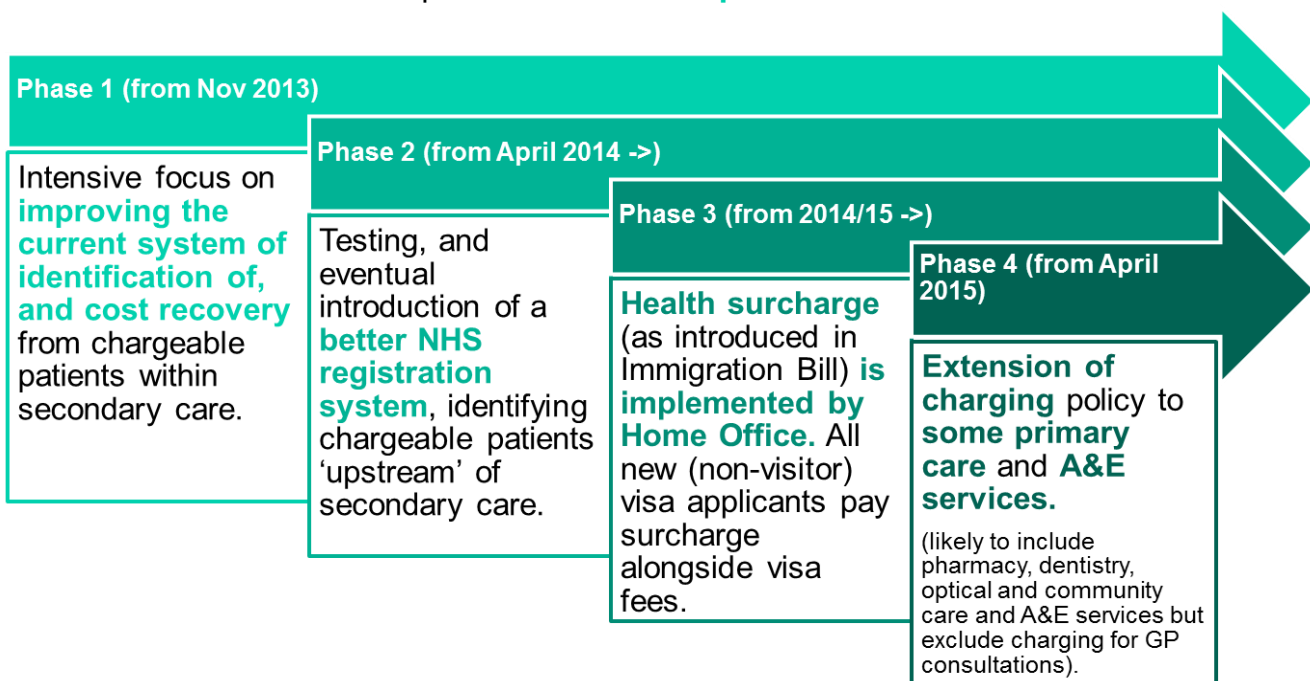 Phase 1 (from Nov 2013)
Intensive focus on
improving the
current system of
identification of,
and cost recovery
from chargeable
patients within
secondary care.
Phase 2 (from April 2014 ->)
Testing, and
eventual
introduction of a
better NHS
registration
system, identifying
chargeable patients
‘upstream’ of
secondary care.
Phase 3 (from 2014/15 ->)
Health surcharge
(as introduced in
Immigration Bill) is
implemented by
Home Office. All
new (non-visitor)
visa applicants pay
surcharge
alongside visa
fees.
Phase 4 (from April
2015)
Extension of
charging policy to
some primary
care and A&E
services.
(likely to include
pharmacy, dentistry,
optical and community
care and A&E services but
exclude charging for GP
consultations).